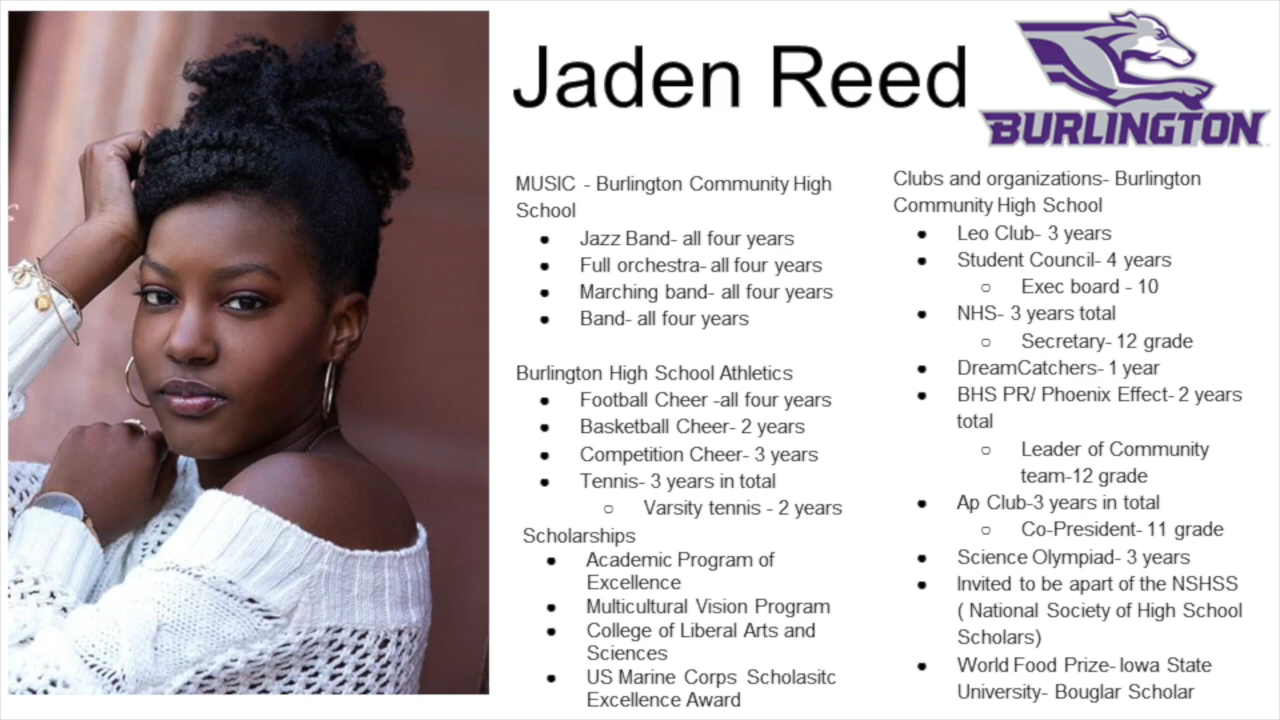 Jaden Reed
BURLINGTON
MUSIC - Burlington Community High
School
● Jazz Band- all four years
● Full orchestra- all four years
● Marching band- all four years
● Band- all four years
Burlington High School Athletics
● Football Cheer -all four years
● Basketball Cheer- 2 years
● Competition Cheer- 3 years
● Tennis- 3 years in total
○ Varsity tennis - 2 years
Scholarships
● Academic Program of
Excellence
● Multicultural Vision Program
● College of Liberal Arts and
Sciences
● US Marine Corps Scholasitc
Excellence Award
Clubs and organizations- Burlington
Community High School
● Leo Club- 3 years
● Student Council- 4 years
○ Exec board - 10
● NHS- 3 years total
○ Secretary- 12 grade
● DreamCatchers- 1 year
● BHS PR/ Phoenix Effect- 2 years
total
○ Leader of Community
team-12 grade
● Ap Club-3 years in total
○ Co-President- 11 grade
● Science Olympiad- 3 years
● Invited to be apart of the NSHSS
( National Society of High School
Scholars)
● World Food Prize- Iowa State
University- Bouglar Scholar